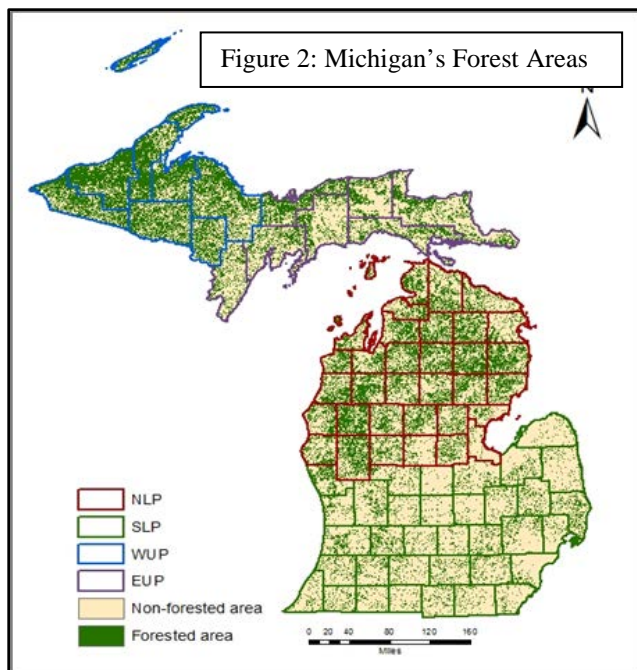 Figure 2: Michigan's Forest Areas
N
NLP
SLP
WUP
EUP
Non-forested area
Forested area
0 10 20 40 80 120 160
Miles